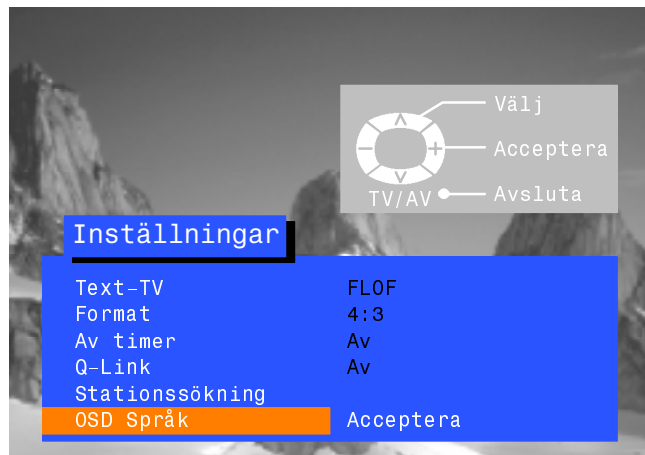 Välj
Acceptera
TV/AV Avsluta
Inställningar
Text-TV FLOF
Format 4:3
Av timer Av
Q-Link Av
Stationssökning
OSD Språk Acceptera